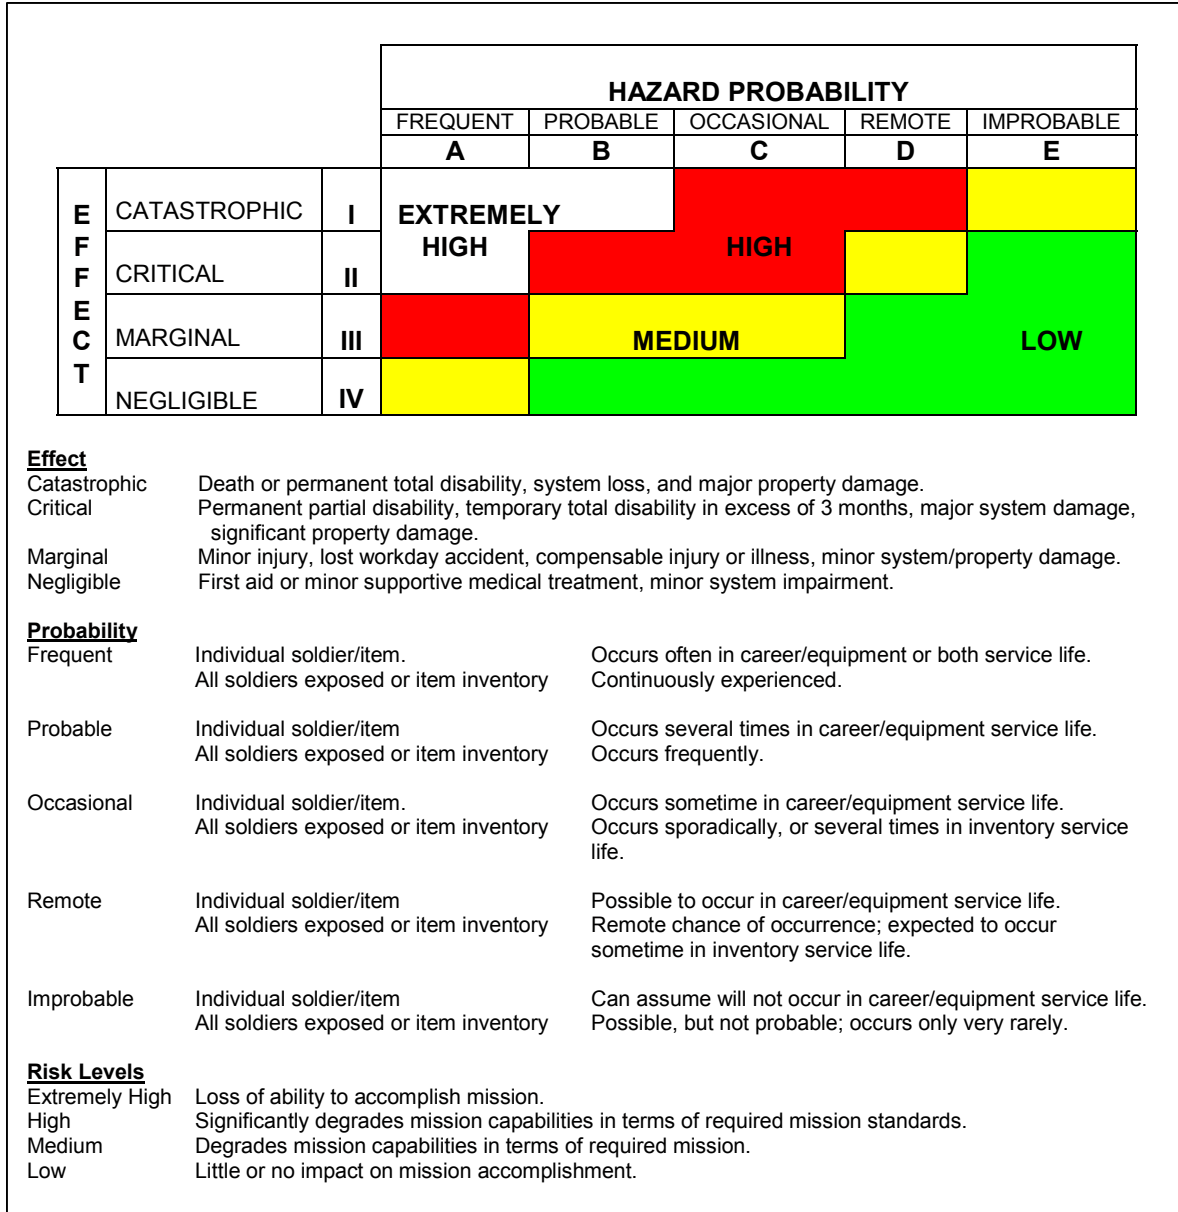 HAZARD PROBABILITY
FREQUENT PROBABLE OCCASIONAL REMOTE IMPROBABLE
A B C D E
EFFECT
CATASTROPHIC I EXTREMELY
HIGH HIGH
CRITICAL II
MARGINAL III MEDIUM LOW
NEGLIGIBLE IV
Effect
Catastrophic Death or permanent total disability, system loss, and major property damage.
Critical Permanent partial disability, temporary total disability in excess of 3 months, major system damage,
significant property damage.
Marginal Minor injury, lost workday accident, compensable injury or illness, minor system/property damage.
Negligible First aid or minor supportive medical treatment, minor system impairment.
Probability
Frequent Individual soldier/item. Occurs often in career/equipment or both service life.
All soldiers exposed or item inventory Continuously experienced.
Probable Individual soldier/item Occurs several times in career/equipment service life.
All soldiers exposed or item inventory Occurs frequently.
Occasional Individual soldier/item. Occurs sometime in career/equipment service life.
All soldiers exposed or item inventory Occurs sporadically, or several times in inventory service
life.
Remote Individual soldier/item Possible to occur in career/equipment service life.
All soldiers exposed or item inventory Remote chance of occurrence; expected to occur
sometime in inventory service life.
Improbable Individual soldier/item Can assume will not occur in career/equipment service life.
All soldiers exposed or item inventory Possible, but not probable; occurs only very rarely.
Risk Levels
Extremely High Loss of ability to accomplish mission.
High Significantly degrades mission capabilities in terms of required mission standards.
Medium Degrades mission capabilities in terms of required mission.
Low Little or no impact on mission accomplishment.